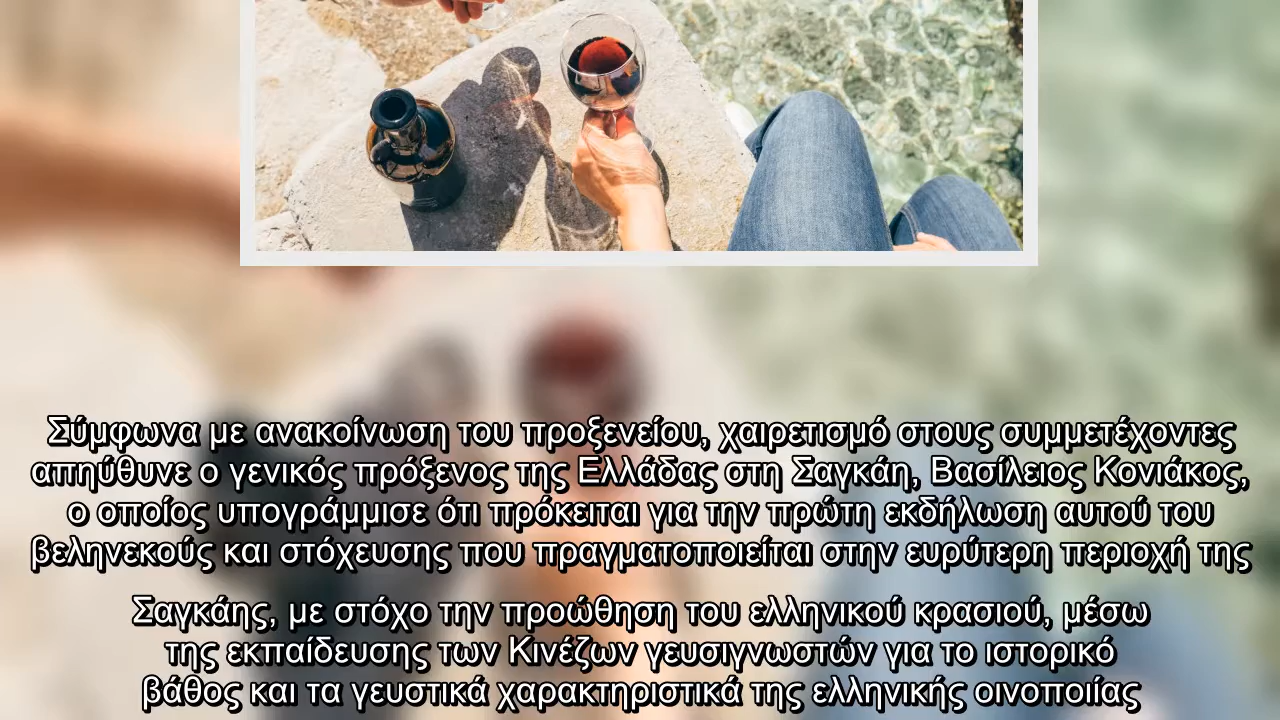 Σύμφωνα με ανακοίνωση του προξενείου, χαιρετισμό στους συμμετέχοντες
απηύθυνε ο γενικός πρόξενος της Ελλάδας στη Σαγκάη, Βασίλειος Κονιάκος,
ο οποίος υπογράμμισε ότι πρόκειται για την πρώτη εκδήλωση αυτού του
βεληνεκούς και στόχευσης που πραγματοποιείται στην ευρύτερη περιοχή της
Σαγκάης, με στόχο την προώθηση του ελληνικού κρασιού, μέσω
της εκπαίδευσης των Κινέζων γευσιγνωστών για το ιστορικό
βάθος και τα γευστικά χαρακτηριστικά της ελληνικής οινοποιίας